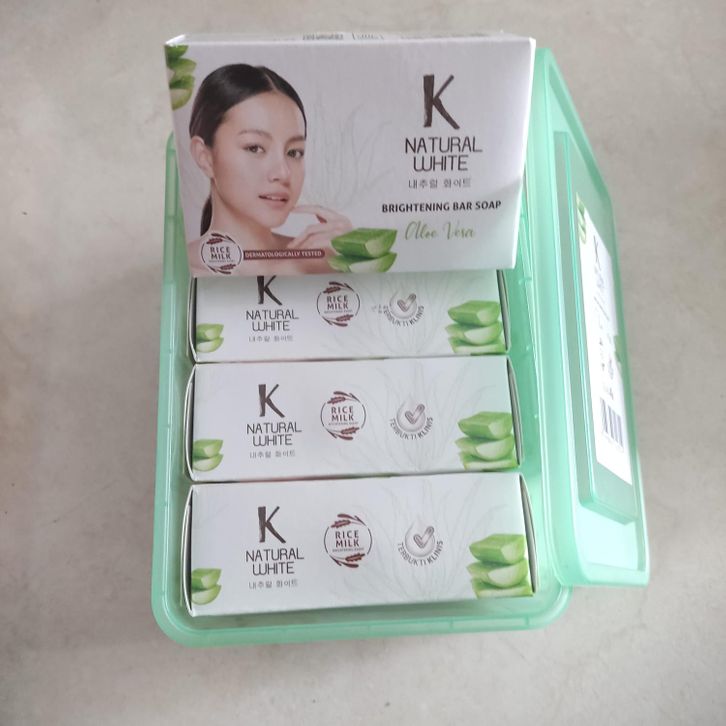 K
NATURAL
WHITE
내추럴 화이트
BRIGHTENING BAR SOAP
Aloe Vera
RICE
MILK
DERMATOLOGICALLY TESTED
K
NATURAL
WHITE
내추럴 화이트
RICE
MILK
TERBUKTI KLINIS
K
NATURAL
WHITE
내추럴 화이트
RICE
MILK
TERBUKTI KLINIS
K
NATURAL
WHITE
내추럴 화이트
RICE
MILK
TERBUKTI KLINIS
K